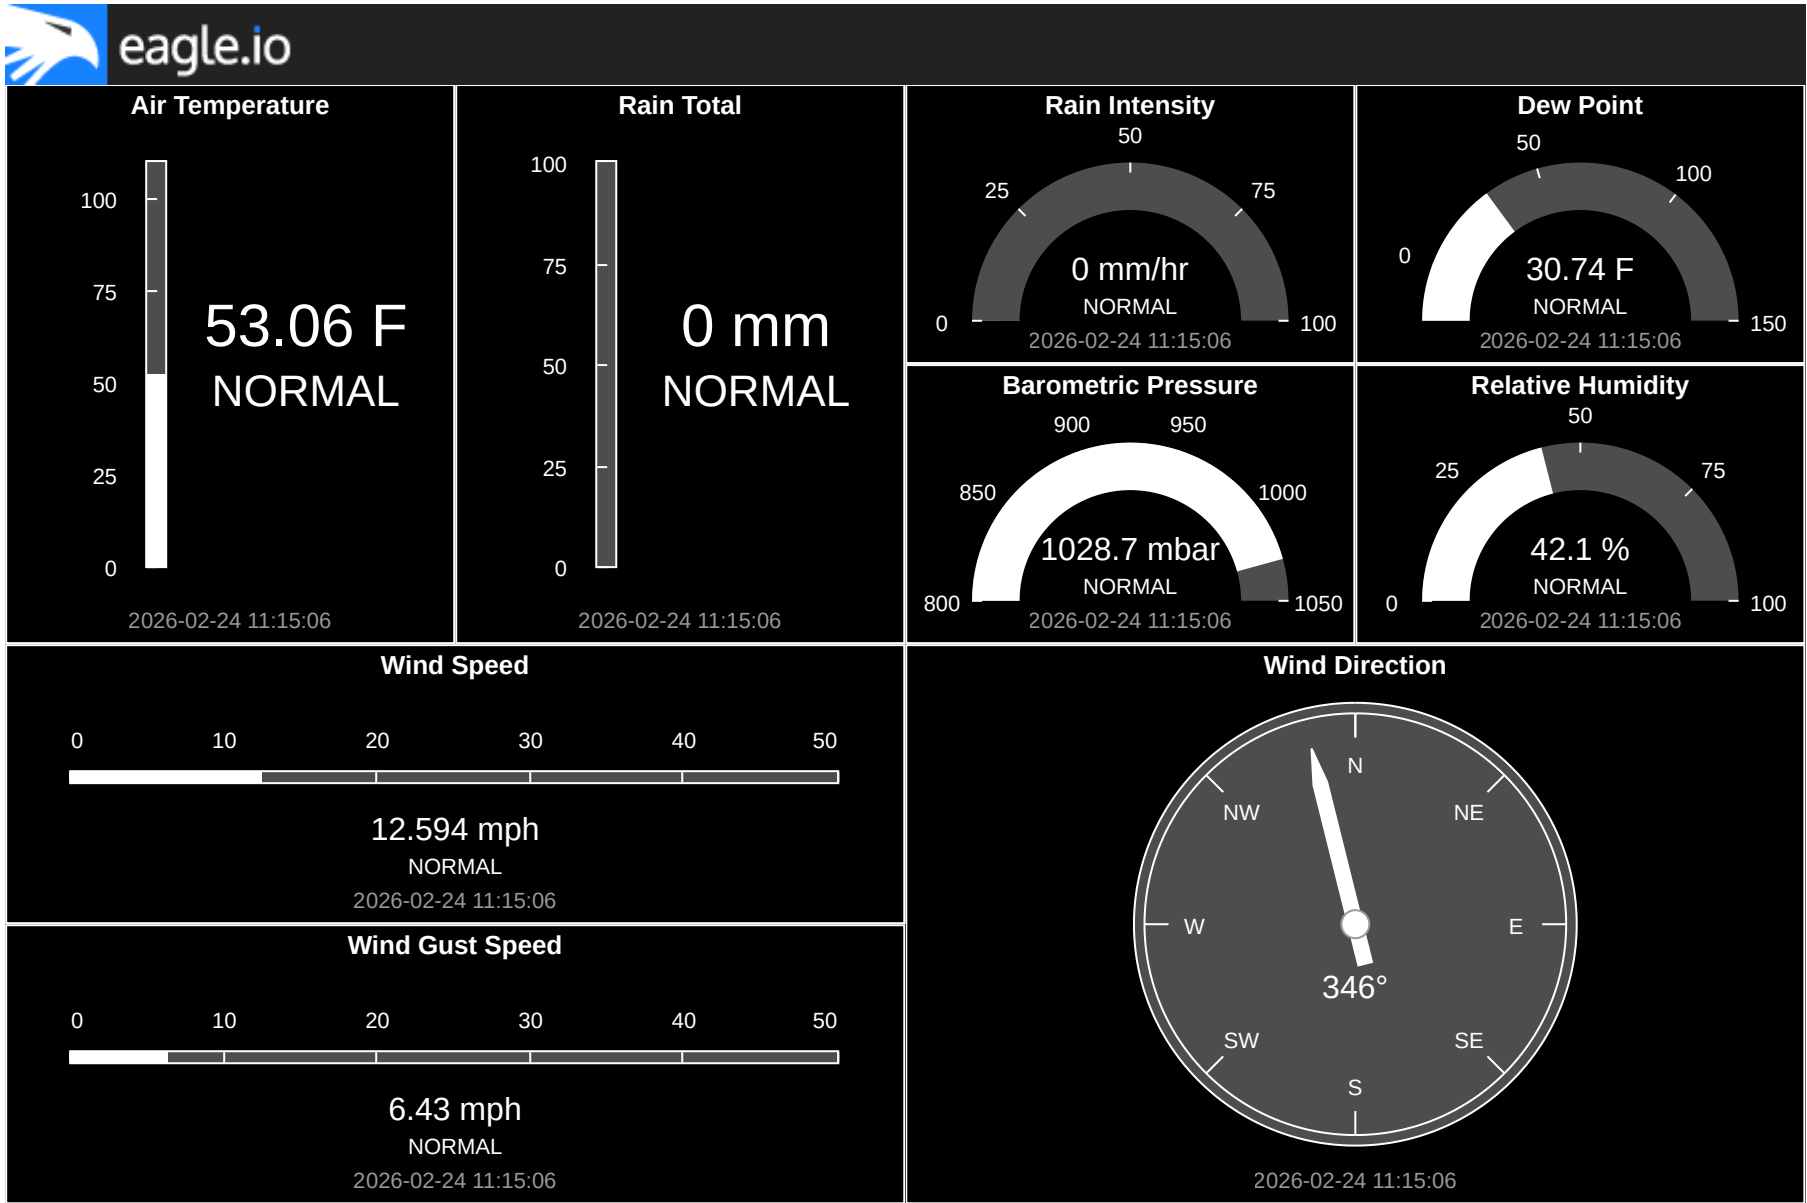 eagle.io
Air Temperature
100
75
50
25
0
53.06 F
NORMAL
2026-02-24 11:15:06
Rain Total
100
75
50
25
0
0 mm
NORMAL
2026-02-24 11:15:06
Rain Intensity
50
25
75
0
100
0 mm/hr
NORMAL
2026-02-24 11:15:06
Dew Point
50
100
0
150
30.74 F
NORMAL
2026-02-24 11:15:06
Barometric Pressure
900
950
850
1000
800
1050
1028.7 mbar
NORMAL
2026-02-24 11:15:06
Relative Humidity
50
25
75
0
100
42.1 %
NORMAL
2026-02-24 11:15:06
Wind Speed
0 10 20 30 40 50
12.594 mph
NORMAL
2026-02-24 11:15:06
Wind Gust Speed
0 10 20 30 40 50
6.43 mph
NORMAL
2026-02-24 11:15:06
Wind Direction
N
NW
NE
W
E
346°
SW
SE
S
2026-02-24 11:15:06